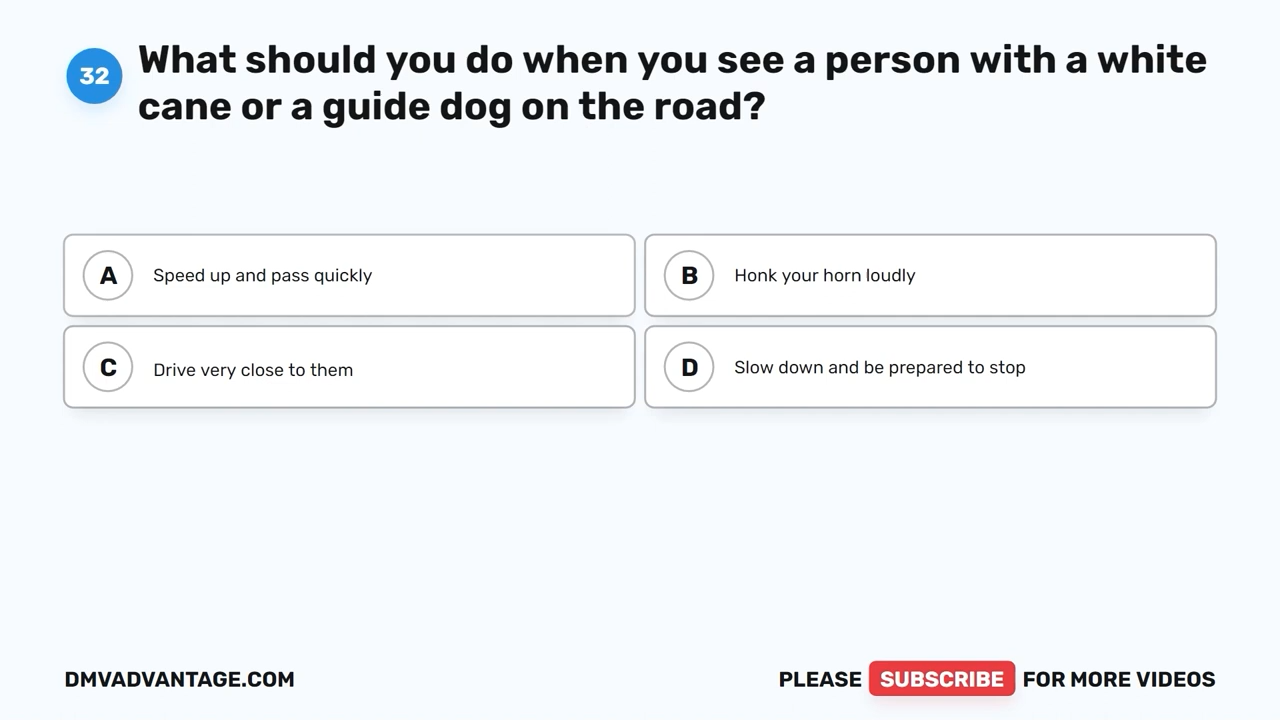 32
What should you do when you see a person with a white
cane or a guide dog on the road?
A Speed up and pass quickly
B Honk your horn loudly
C Drive very close to them
D Slow down and be prepared to stop
DMVADVANTAGE.COM
PLEASE SUBSCRIBE FOR MORE VIDEOS